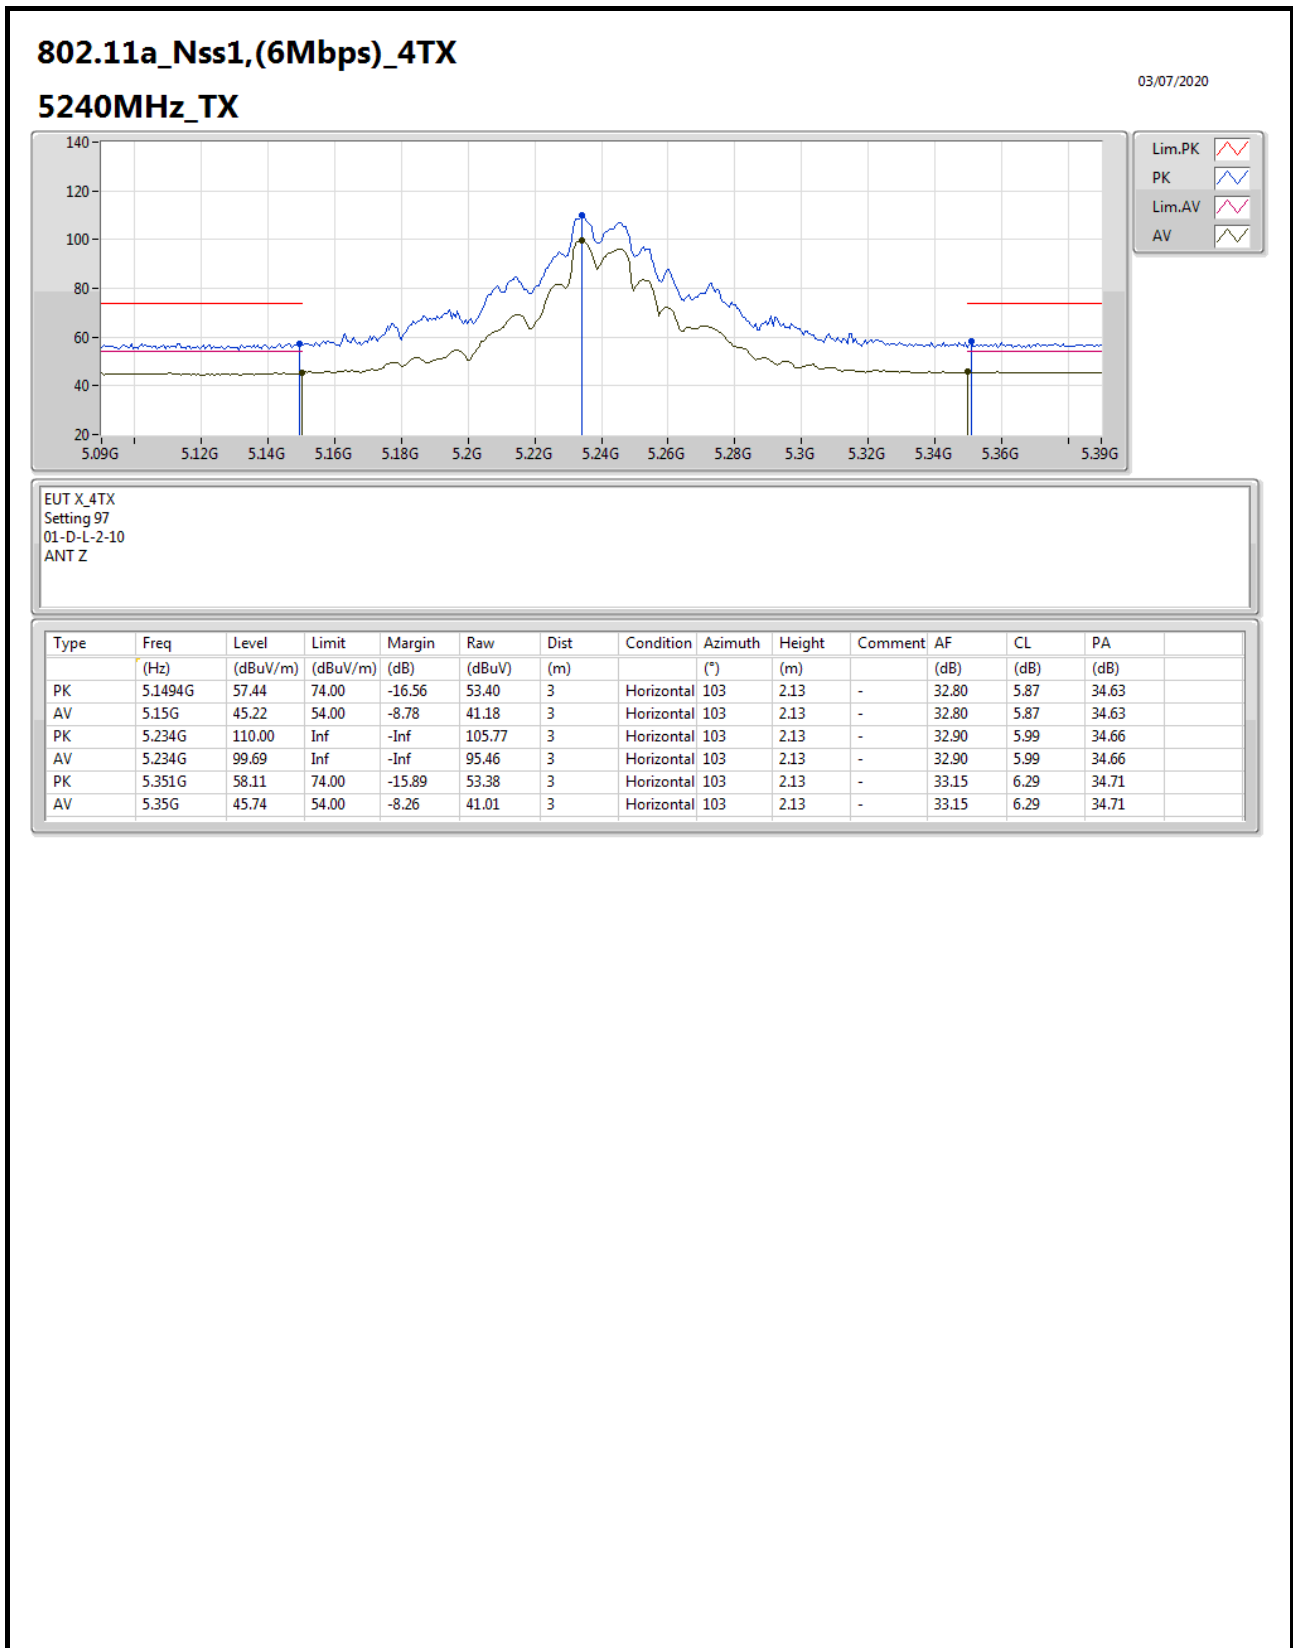 802.11a_Nss1,(6Mbps)_4TX
03/07/2020
5240MHz_TX
140
120
100
80
60
40
20
5.09G 5.12G 5.14G 5.16G 5.18G 5.2G 5.22G 5.24G 5.26G 5.28G 5.3G 5.32G 5.34G 5.36G 5.39G
Lim.PK
PK
Lim.AV
AV
EUT X_4TX
Setting 97
01-D-L-2-10
ANT Z
Type Freq Level Limit Margin Raw Dist Condition Azimuth Height Comment AF CL PA
(Hz) (dBuV/m) (dBuV/m) (dB) (dBuV) (m) (°) (m) (dB) (dB) (dB)
PK 5.1494G 57.44 74.00 -16.56 53.40 3 Horizontal 103 2.13 - 32.80 5.87 34.63
AV 5.15G 45.22 54.00 -8.78 41.18 3 Horizontal 103 2.13 - 32.80 5.87 34.63
PK 5.234G 110.00 Inf -Inf 105.77 3 Horizontal 103 2.13 - 32.90 5.99 34.66
AV 5.234G 99.69 Inf -Inf 95.46 3 Horizontal 103 2.13 - 32.90 5.99 34.66
PK 5.351G 58.11 74.00 -15.89 53.38 3 Horizontal 103 2.13 - 33.15 6.29 34.71
AV 5.35G 45.74 54.00 -8.26 41.01 3 Horizontal 103 2.13 - 33.15 6.29 34.71